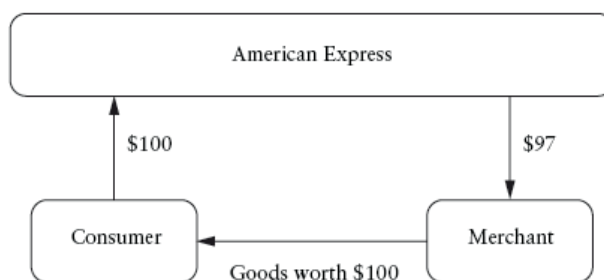 American Express
$100
$97
Consumer
Merchant
Goods worth $100